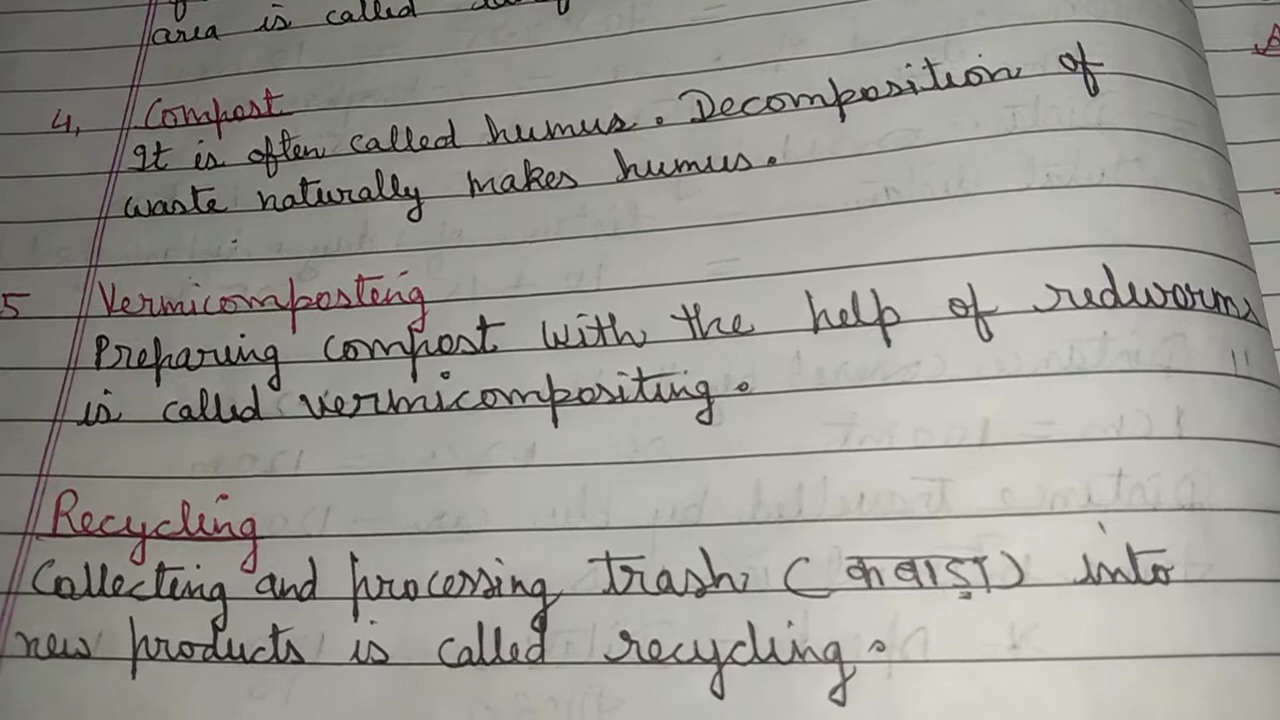 area is called
4, Compost
It is often called humus. Decomposition of
waste naturally makes humus.
5 Vermicomposting
Preparing compost with the help of redworms
is called vermicompositing.
Recycling
Collecting and processing trash (कबाड़ा) into
new products is called recycling.